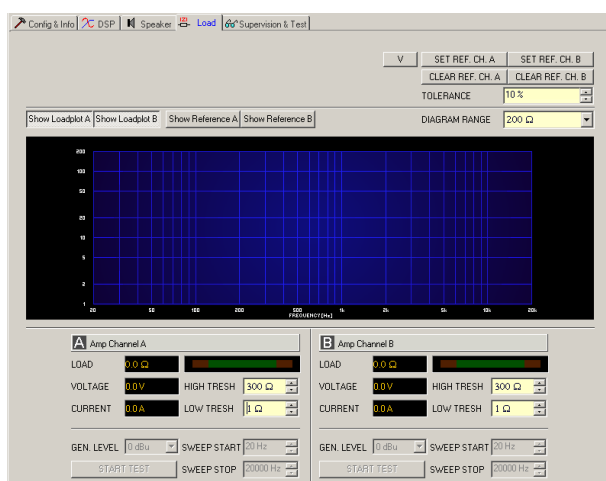 Config & Info DSP Speaker Load Supervision & Test
V SET REF. CH. A SET REF. CH. B
CLEAR REF. CH. A CLEAR REF. CH. B
TOLERANCE 10 %
Show Loadplot A Show Loadplot B Show Reference A Show Reference B DIAGRAM RANGE 200 Ω
200
100
50
20
10
5
2
1
20 50 100 200 500 1k 2k 5k 10k 20k
FREQUENCY[Hz]
A Amp Channel A B Amp Channel B
LOAD 0.0 Ω LOAD 0.0 Ω
VOLTAGE 0.0 V HIGH TRESH 300 Ω VOLTAGE 0.0 V HIGH TRESH 300 Ω
CURRENT 0.0 A LOW TRESH 1 Ω CURRENT 0.0 A LOW TRESH 1 Ω
GEN. LEVEL 0 dBu SWEEP START 20 Hz GEN. LEVEL 0 dBu SWEEP START 20 Hz
START TEST SWEEP STOP 20000 Hz START TEST SWEEP STOP 20000 Hz